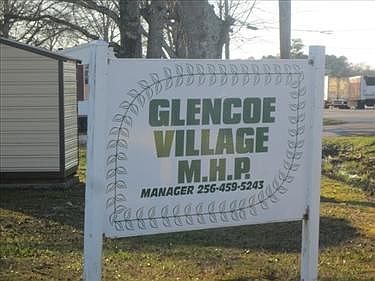 GLENCOE
VILLAGE
M.H.P.
MANAGER 256-459-5243